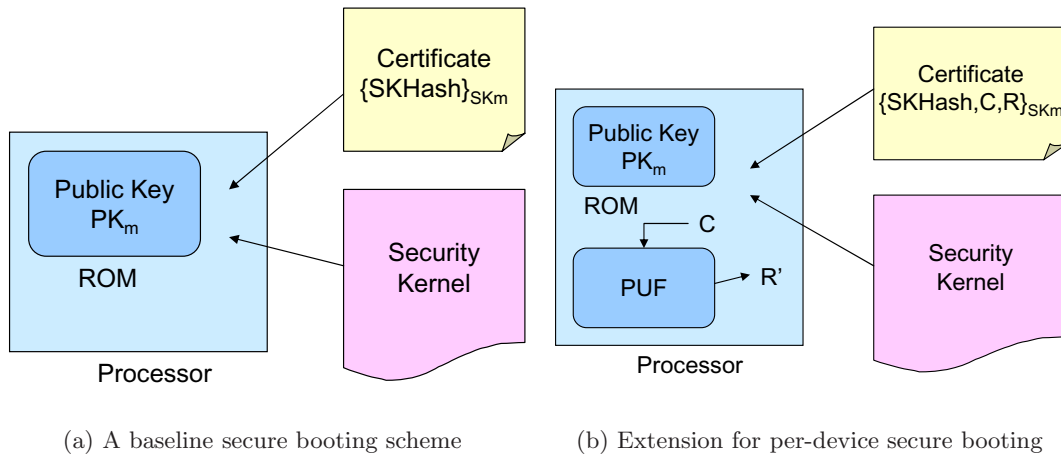 Certificate
{SKHash}SKm
Public Key
PKm
ROM
Security
Kernel
Processor
(a) A baseline secure booting scheme
Certificate
{SKHash,C,R}SKm
Public Key
PKm
ROM
C
PUF
R’
Security
Kernel
Processor
(b) Extension for per-device secure booting